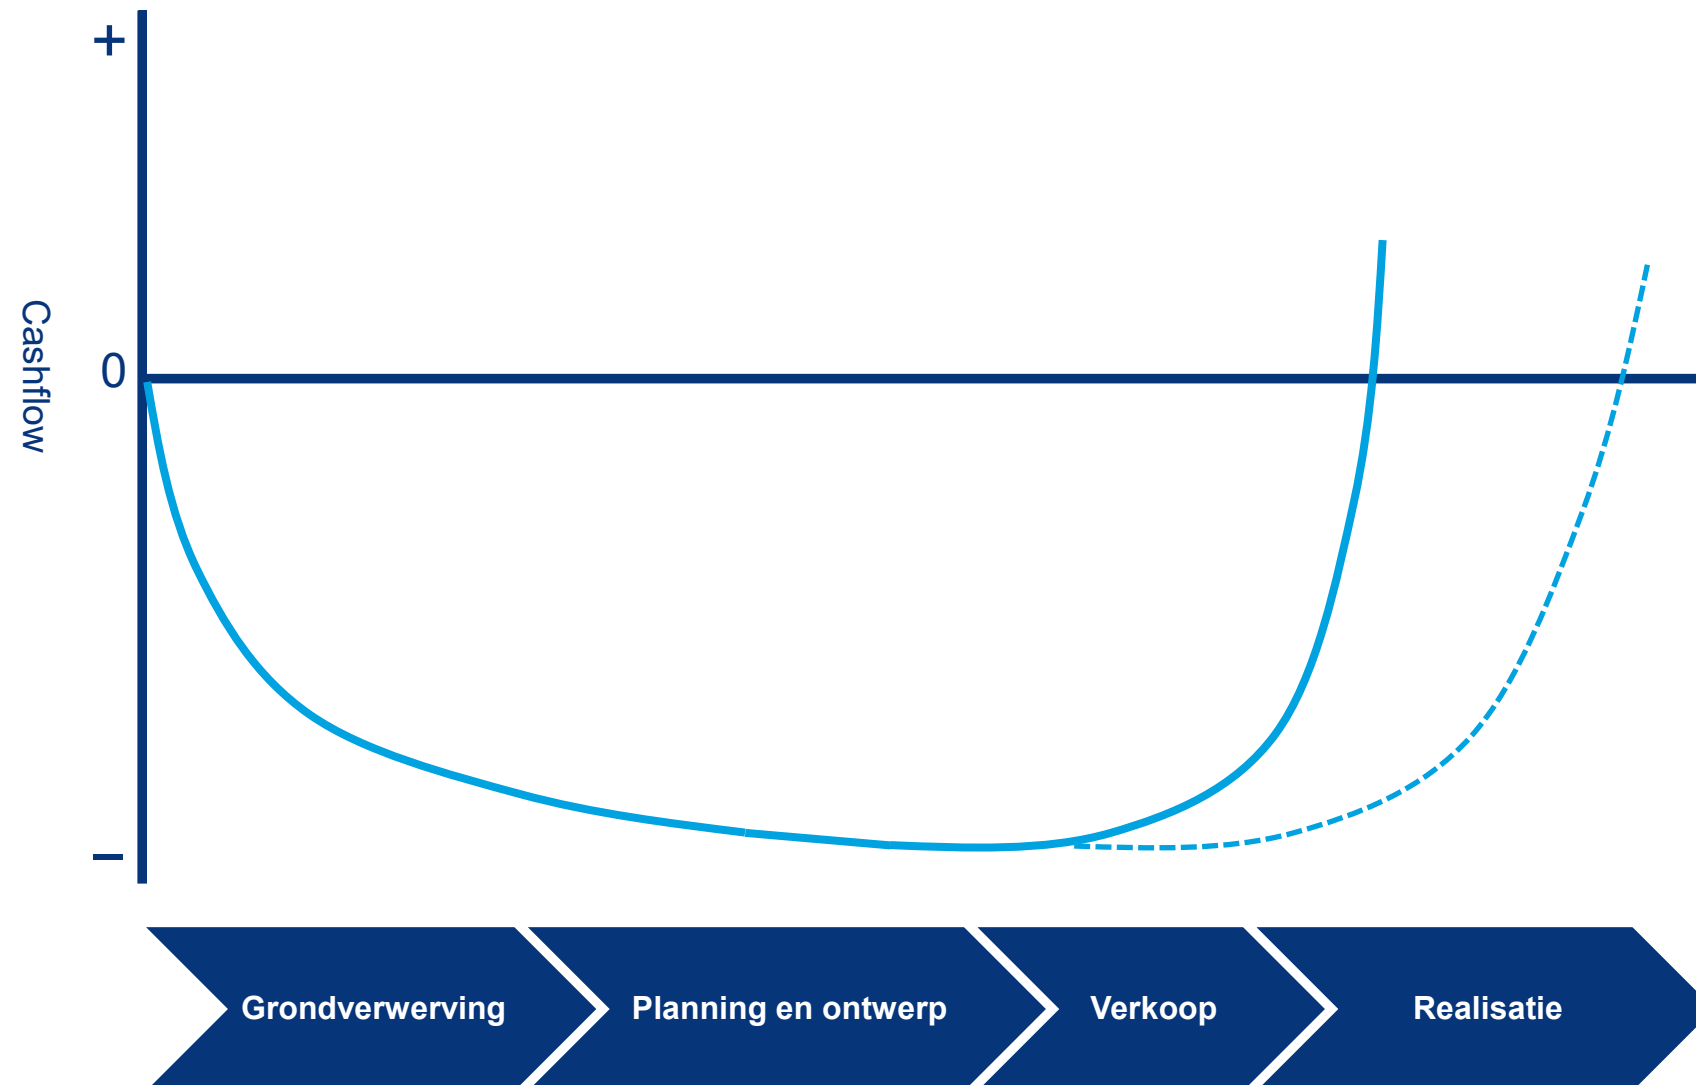 +
Cashflow
0
–
Grondverwerving
Planning en ontwerp
Verkoop
Realisatie